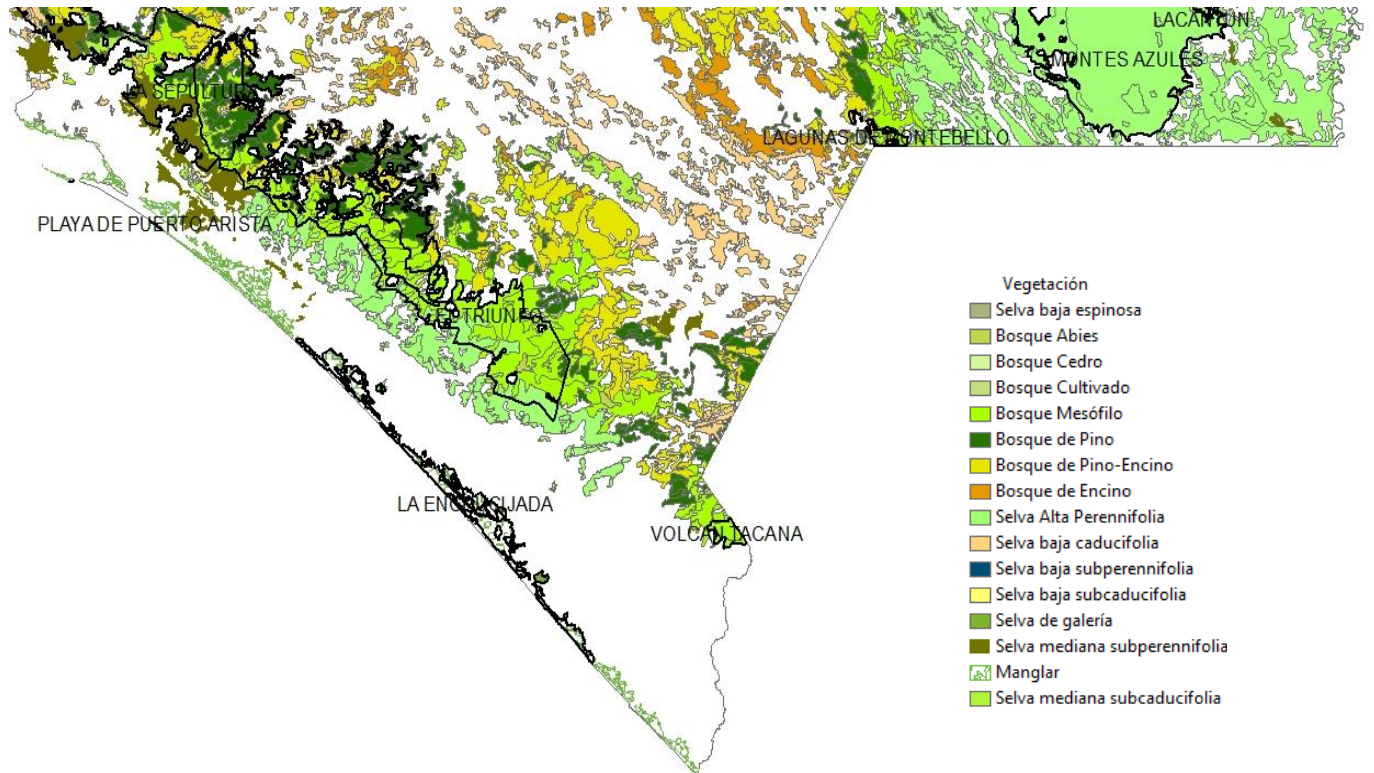 LACANTUN
MONTES AZULES
LA SEPULTURA
LAGUNAS DE MONTEBELLO
PLAYA DE PUERTO ARISTA
EL TRIUNFO
LA ENCRUCIJADA
VOLCAN TACANA
Vegetación
Selva baja espinosa
Bosque Abies
Bosque Cedro
Bosque Cultivado
Bosque Mesófilo
Bosque de Pino
Bosque de Pino-Encino
Bosque de Encino
Selva Alta Perennifolia
Selva baja caducifolia
Selva baja subperennifolia
Selva baja subcaducifolia
Selva de galería
Selva mediana subperennifolia
Manglar
Selva mediana subcaducifolia